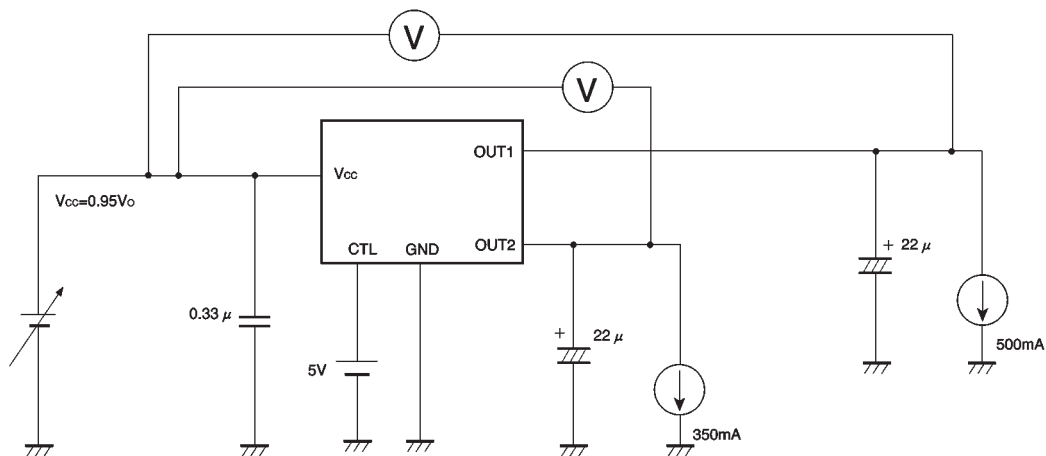 V
V
OUT1
Vcc
Vcc=0.95Vo
CTL
GND
OUT2
+ 22 μ
0.33 μ
+
22 μ
5V
500mA
350mA